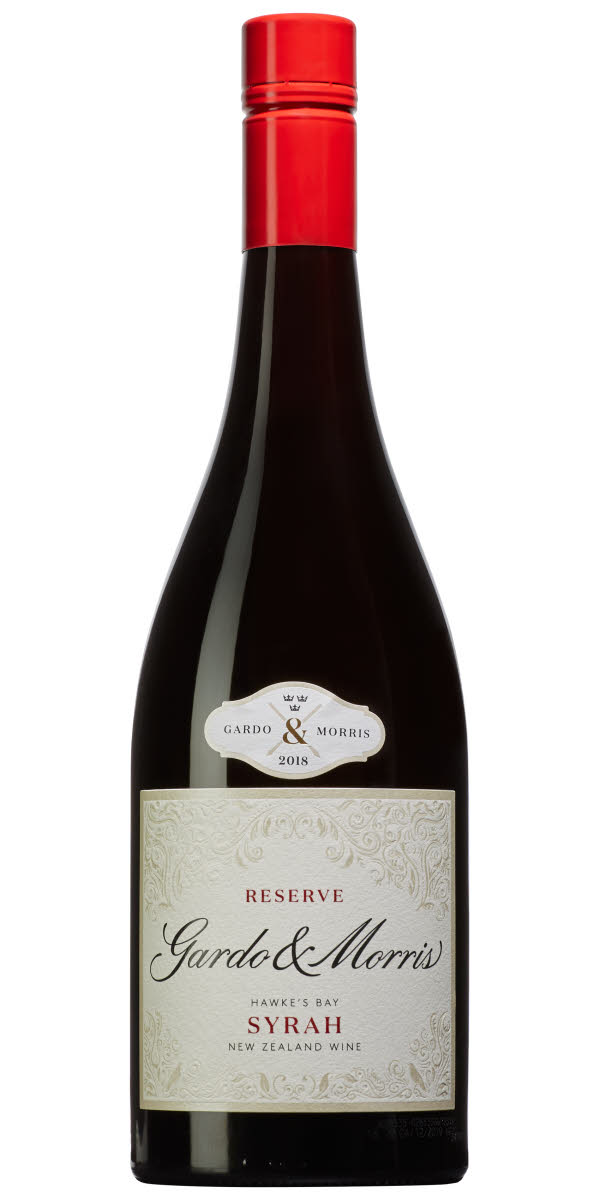 GARDO & MORRIS
2018
RESERVE
Gardo & Morris
HAWKE'S BAY
SYRAH
NEW ZEALAND WINE